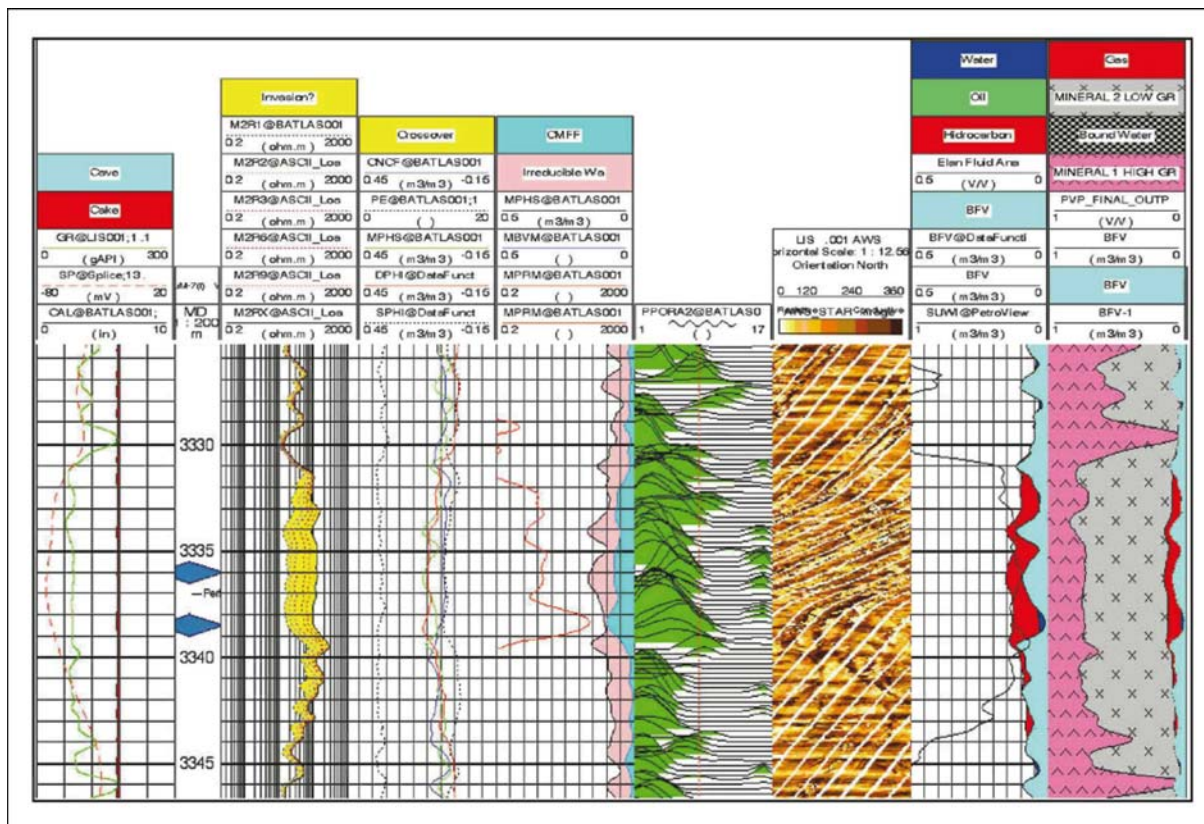 Cave
Cake
GR@LIS001;1 .1
0 (gAPI) 300
SP@Splice;13.
-80 (mV) 20
CAL@BATLAS001;
0 (in) 10
MD
1 : 200
m
Invasion?
M2R1@BATLAS001
0.2 (ohm.m) 2000
M2R2@ASCII_Loa
0.2 (ohm.m) 2000
M2R3@ASCII_Loa
0.2 (ohm.m) 2000
M2R6@ASCII_Loa
0.2 (ohm.m) 2000
M2R9@ASCII_Loa
0.2 (ohm.m) 2000
M2RX@ASCII_Loa
0.2 (ohm.m) 2000
Crossover
CNCF@BATLAS001
0.45 (m3/m3) -0.15
PE@BATLAS001;1
0 ( ) 20
MPHS@BATLAS001
0.45 (m3/m3) -0.15
DPHI@DataFunct
0.45 (m3/m3) -0.15
SPHI@DataFunct
0.45 (m3/m3) -0.15
CMFF
Irreducible Wa
MPHS@BATLAS001
0.5 (m3/m3) 0
MBVM@BATLAS001
0.5 ( ) 0
MPRM@BATLAS001
0.2 ( ) 2000
MPRM@BATLAS001
0.2 ( ) 2000
PPORA2@BATLAS0
1 ( ) 17
LIS .001 AWS
orizontal Scale: 1 : 12.56
Orientation North
0 120 240 360
Water
Oil
Hidrocarbon
Elan Fluid Ana
0.5 (V/V) 0
BFV
BFV@DataFuncti
0.5 (m3/m3) 0
BFV
0.5 (m3/m3) 0
SUWI@PetroView
1 (m3/m3) 0
Gas
MINERAL 2 LOW GR
Bound Water
MINERAL 1 HIGH GR
PVP_FINAL_OUTP
1 (V/V) 0
BFV
1 (m3/m3) 0
BFV
BFV-1
1 (m3/m3) 0
3330
3335
3340
3345